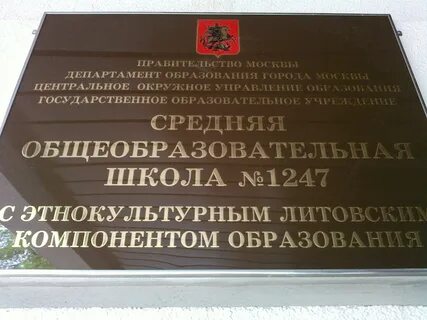 ПРАВИТЕЛЬСТВО МОСКВЫ
ДЕПАРТАМЕНТ ОБРАЗОВАНИЯ ГОРОДА МОСКВЫ
ЦЕНТРАЛЬНОЕ ОКРУЖНОЕ УПРАВЛЕНИЕ ОБРАЗОВАНИЯ
ГОСУДАРСТВЕННОЕ ОБРАЗОВАТЕЛЬНОЕ УЧРЕЖДЕНИЕ
СРЕДНЯЯ
ОБЩЕОБРАЗОВАТЕЛЬНАЯ
ШКОЛА №1247
С ЭТНОКУЛЬТУРНЫМ ЛИТОВСКИМ
КОМПОНЕНТОМ ОБРАЗОВАНИЯ